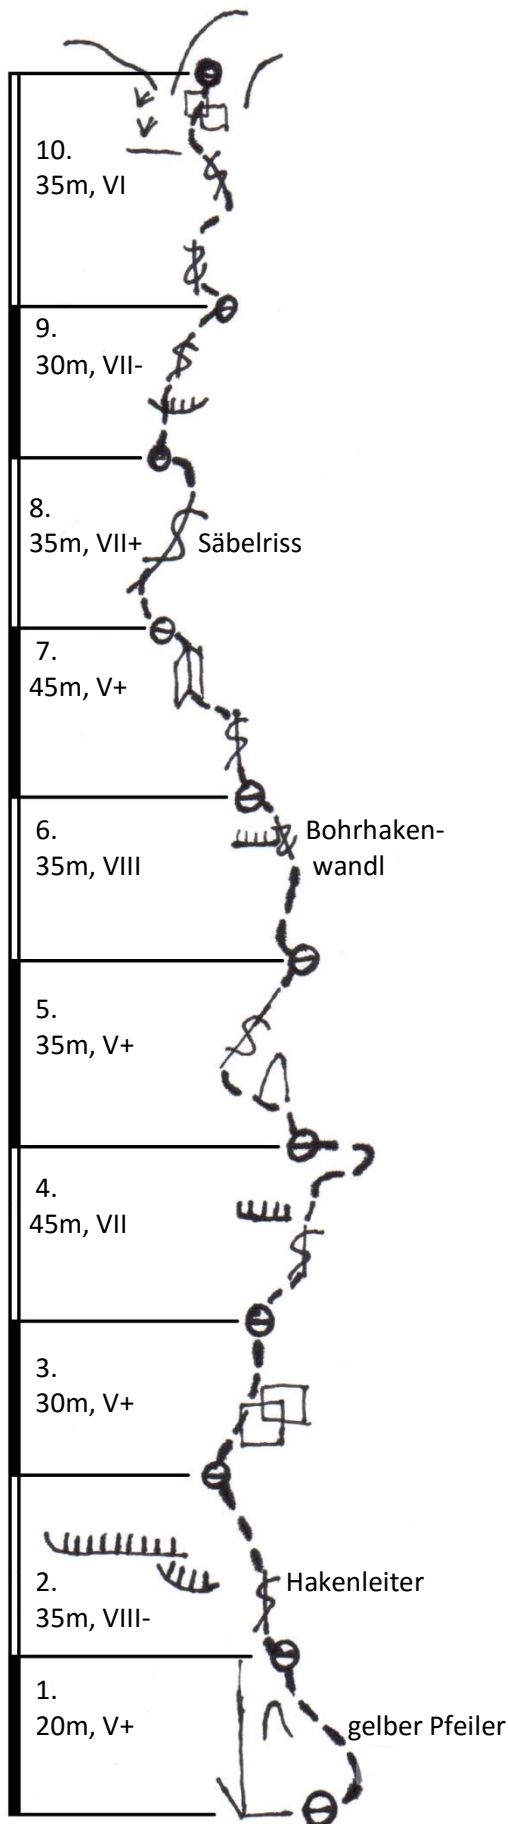 10.
35m, VI
9.
30m, VII-
8.
35m, VII+
Säbelriss
7.
45m, V+
6.
35m, VIII
Bohrhaken-
wandl
5.
35m, V+
4.
45m, VII
3.
30m, V+
2.
35m, VIII-
Hakenleiter
1.
20m, V+
gelber Pfeiler